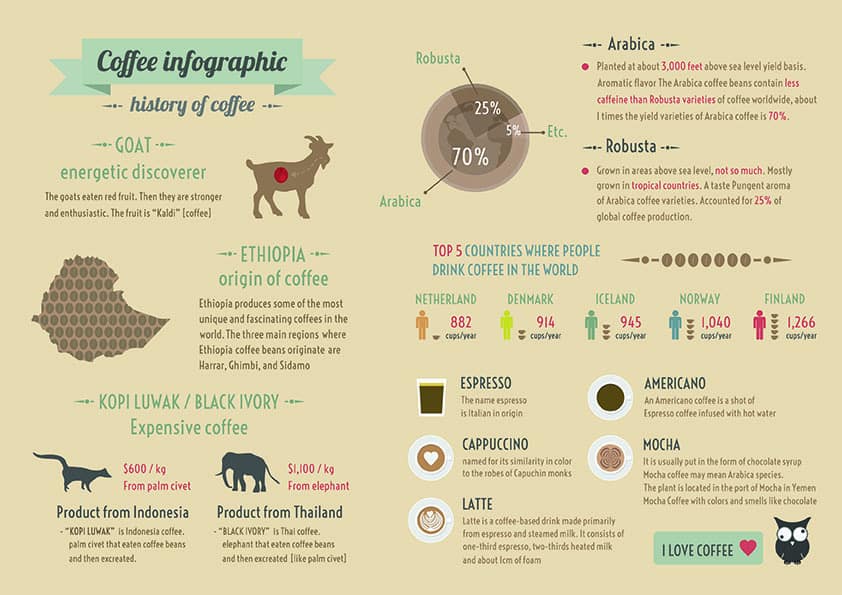 Coffee infographic
history of coffee
GOAT
energetic discoverer
The goats eaten red fruit. Then they are stronger
and enthusiastic. The fruit is "Kaldi" [coffee]
ETHIOPIA
origin of coffee
Ethiopia produces some of the most
unique and fascinating coffees in the
world. The three main regions where
Ethiopia coffee beans originate are
Harrar, Ghimbi, and Sidamo
KOPI LUWAK / BLACK IVORY
Expensive coffee
$600 / kg
From palm civet
Product from Indonesia
- "KOPI LUWAK" is Indonesia coffee.
palm civet that eaten coffee beans
and then excreated.
$1,100 / kg
From elephant
Product from Thailand
- "BLACK IVORY" is Thai coffee.
elephant that eaten coffee beans
and then excreated [like palm civet]
Robusta
25%
5%
Etc.
70%
Arabica
Arabica
Planted at about 3,000 feet above sea level yield basis.
Aromatic flavor The Arabica coffee beans contain less
caffeine than Robusta varieties of coffee worldwide, about
1 times the yield varieties of Arabica coffee is 70%.
Robusta
Grown in areas above sea level, not so much. Mostly
grown in tropical countries. A taste Pungent aroma
of Arabica coffee varieties. Accounted for 25% of
global coffee production.
TOP 5 COUNTRIES WHERE PEOPLE
DRINK COFFEE IN THE WORLD
NETHERLAND
882
cups/year
DENMARK
914
cups/year
ICELAND
945
cups/year
NORWAY
1,040
cups/year
FINLAND
1,266
cups/year
ESPRESSO
The name espresso
is Italian in origin
AMERICANO
An Americano coffee is a shot of
Espresso coffee infused with hot water
CAPPUCCINO
named for its similarity in color
to the robes of Capuchin monks
MOCHA
It is usually put in the form of chocolate syrup
Mocha coffee may mean Arabica species.
The plant is located in the port of Mocha in Yemen
Mocha Coffee with colors and smells like chocolate
LATTE
Latte is a coffee-based drink made primarily
from espresso and steamed milk. It consists of
one-third espresso, two-thirds heated milk
and about 1cm of foam
I LOVE COFFEE